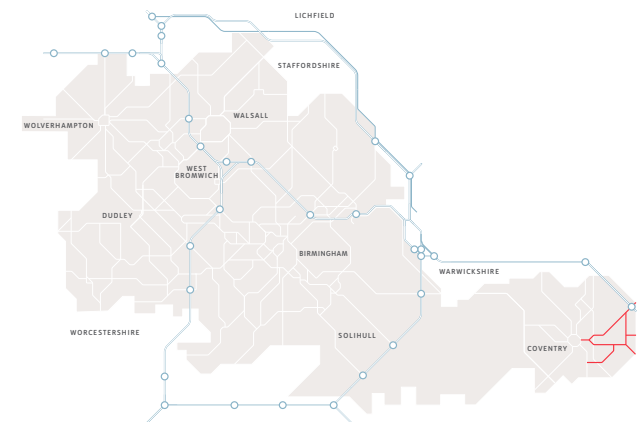 LICHFIELD
STAFFORDSHIRE
WALSALL
WOLVERHAMPTON
WEST
BROMWICH
DUDLEY
BIRMINGHAM
WARWICKSHIRE
WORCESTERSHIRE
SOLIHULL
COVENTRY